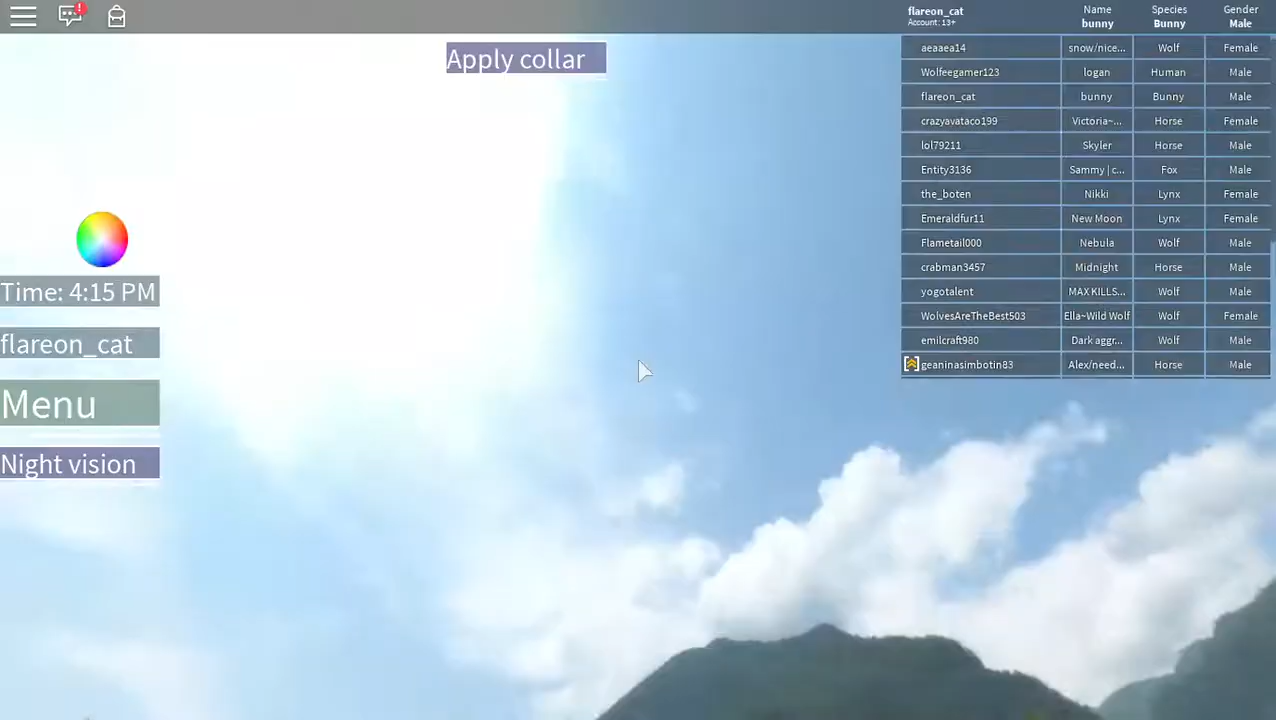 flareon_cat Name Species Gender
Account: 13+ bunny Bunny Male
Apply collar
aeaaea14 snow/nice... Wolf Female
Wolfeegamer123 logan Human Male
flareon_cat bunny Bunny Male
crazyavataco199 Victoria~... Horse Female
lol79211 Skyler Horse Male
Entity3136 Sammy | c... Fox Male
the_boten Nikki Lynx Female
Emeraldfur11 New Moon Lynx Female
Flametail000 Nebula Wolf Male
crabman3457 Midnight Horse Male
yogotalent MAX KILLS... Wolf Male
WolvesAreTheBest503 Ella~Wild Wolf Wolf Female
emilcraft980 Dark aggr... Wolf Male
geaninasimbotin83 Alex/need... Horse Male
Time: 4:15 PM
flareon_cat
Menu
Night vision